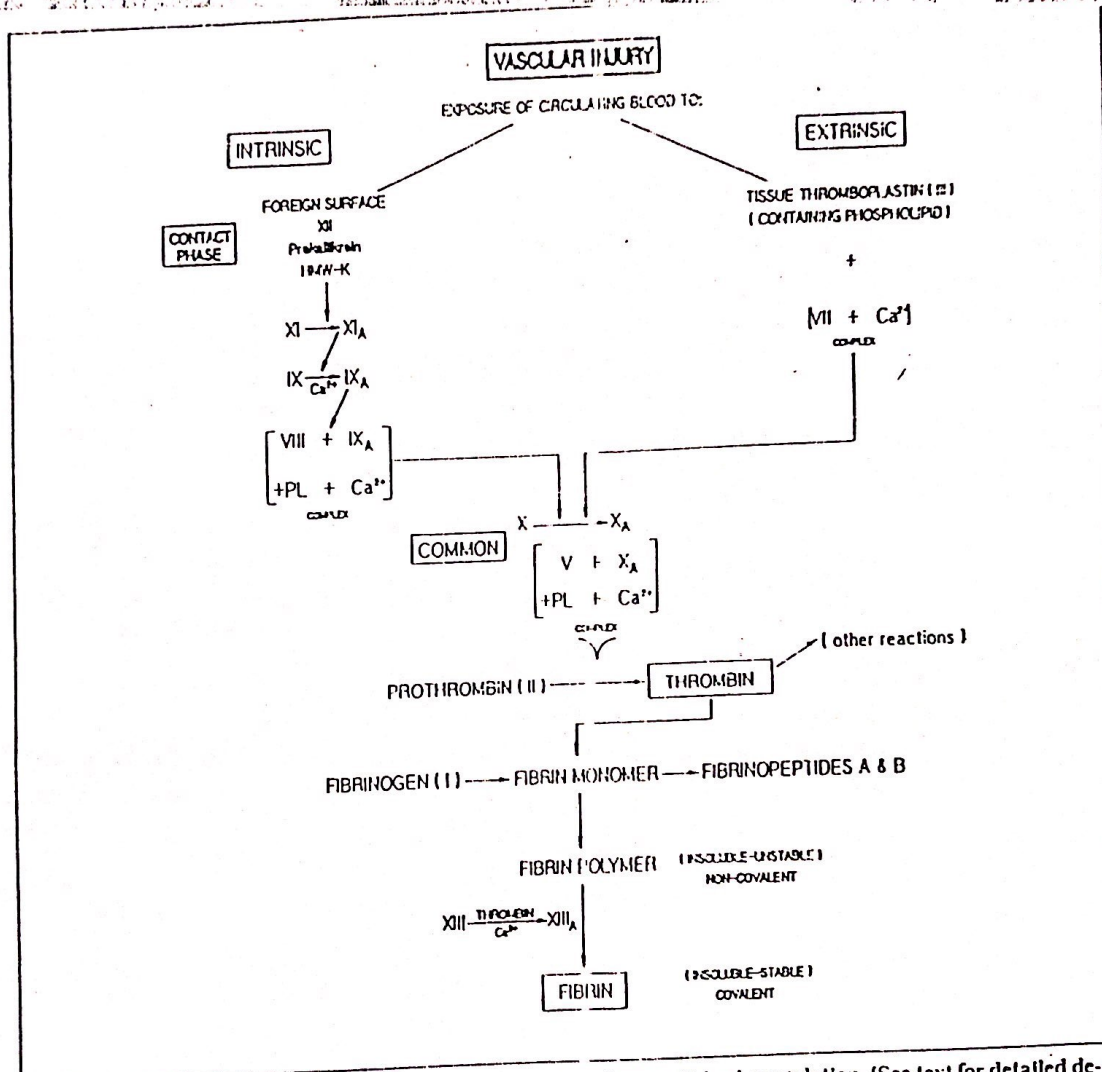 VASCULAR INJURY
EXPOSURE OF CIRCULATING BLOOD TO:
INTRINSIC
EXTRINSIC
FOREIGN SURFACE
XII
Prekallikrein
HMW-K
CONTACT
PHASE
TISSUE THROMBOPLASTIN (III)
(CONTAINING PHOSPHOLIPID)
+
[VII + Ca²⁺]
COMPLEX
XI XIA
IX Ca²⁺ IXA
VIII + IXA
+PL + Ca²⁺
COMPLEX
X XA
COMMON
V + XA
+PL + Ca²⁺
COMPLEX
PROTHROMBIN (II) THROMBIN
( other reactions )
FIBRINOGEN (I) FIBRIN MONOMER FIBRINOPEPTIDES A & B
FIBRIN POLYMER
(INSOLUBLE-UNSTABLE)
NON-COVALENT
XIII THROMBIN XIIIA
Ca²⁺
FIBRIN
(INSOLUBLE-STABLE)
COVALENT
(See text for detailed de-